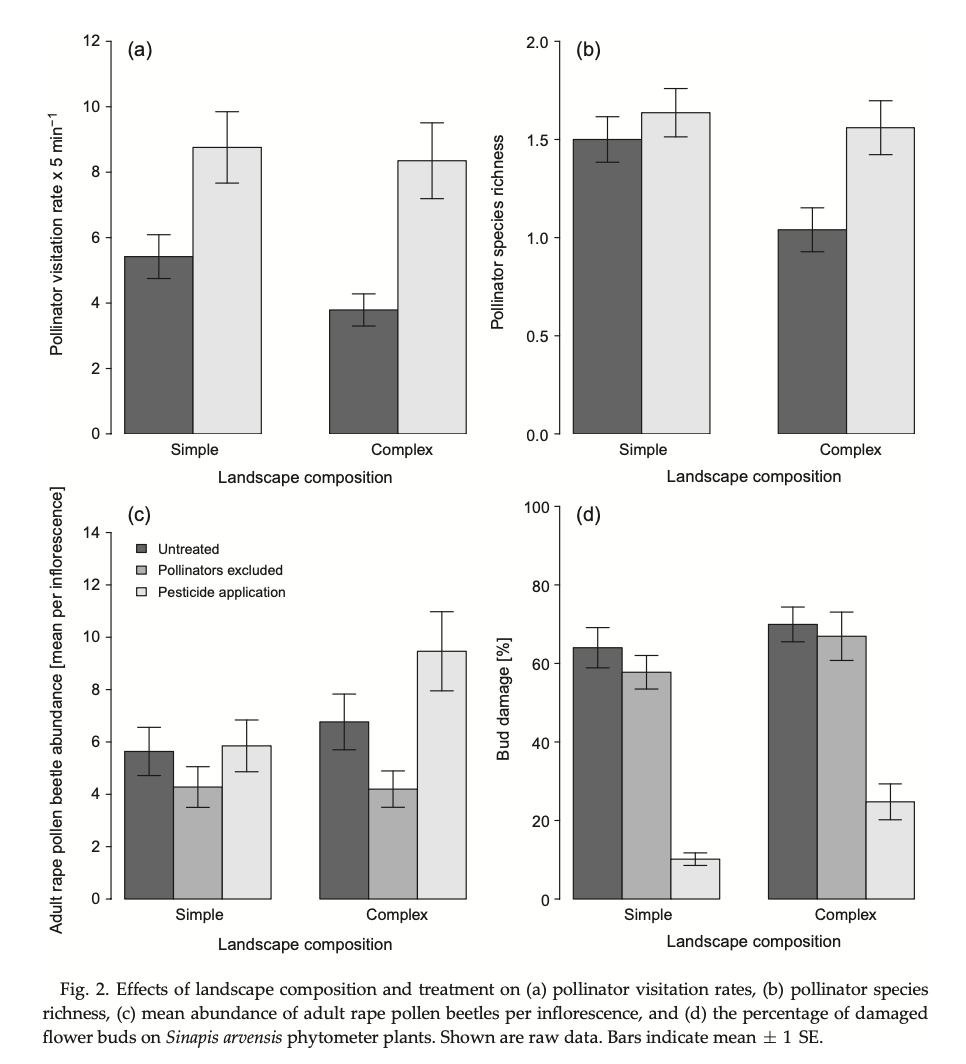 (a)
Pollinator visitation rate x 5 min−1
12
10
8
6
4
2
0
Simple
Complex
Landscape composition
(b)
Pollinator species richness
2.0
1.5
1.0
0.5
0.0
Simple
Complex
Landscape composition
(c)
Adult rape pollen beetle abundance [mean per inflorescence]
14
12
10
8
6
4
2
0
Untreated
Pollinators excluded
Pesticide application
Simple
Complex
Landscape composition
(d)
Bud damage [%]
100
80
60
40
20
0
Simple
Complex
Landscape composition
Fig. 2. Effects of landscape composition and treatment on (a) pollinator visitation rates, (b) pollinator species
richness, (c) mean abundance of adult rape pollen beetles per inflorescence, and (d) the percentage of damaged
flower buds on Sinapis arvensis phytometer plants. Shown are raw data. Bars indicate mean ± 1 SE.